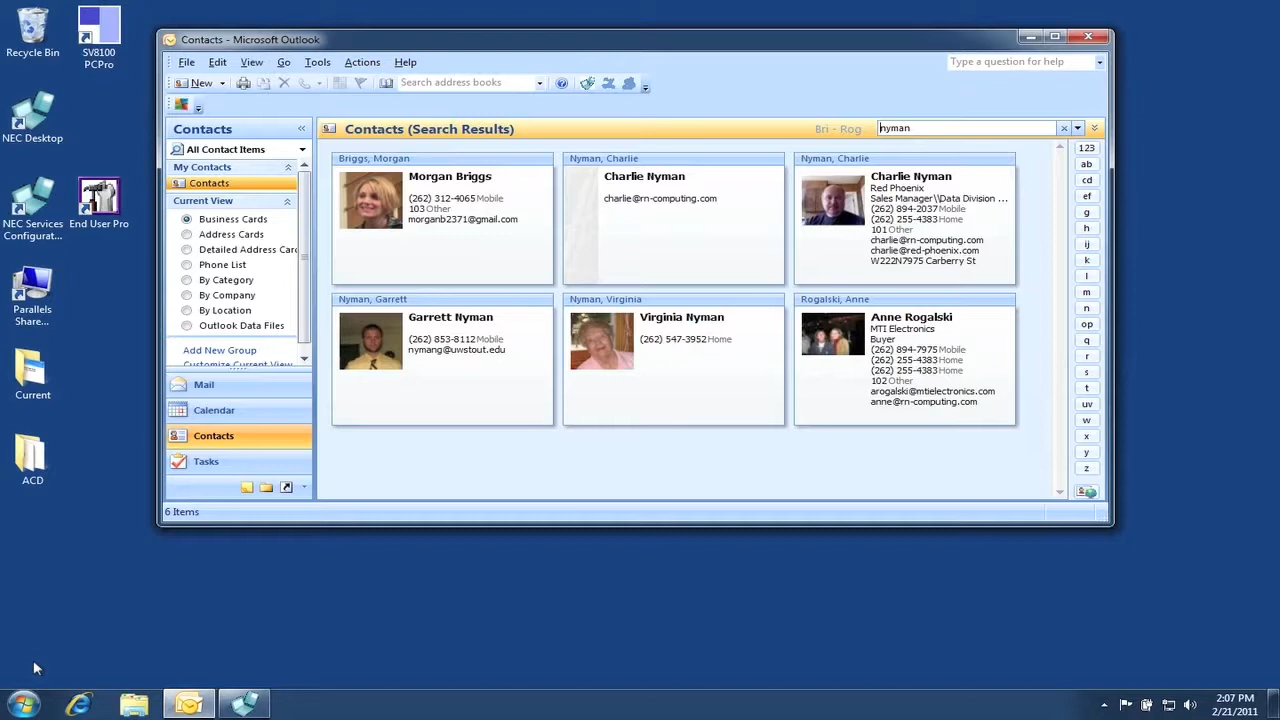 Recycle Bin
SV8100
PCPro
NEC Desktop
NEC Services
Configurat...
End User Pro
Parallels
Share...
Current
ACD
Contacts - Microsoft Outlook
File Edit View Go Tools Actions Help
Type a question for help
New
Search address books
Contacts
All Contact Items
My Contacts
Contacts
Current View
Business Cards
Address Cards
Detailed Address Card
Phone List
By Category
By Company
By Location
Outlook Data Files
Add New Group
Customize Current View...
Mail
Calendar
Contacts
Tasks
6 Items
Contacts (Search Results)
Bri - Rog
nyman
Briggs, Morgan
Morgan Briggs
(262) 312-4065 Mobile
103 Other
morganb2371@gmail.com
Nyman, Charlie
Charlie Nyman
charlie@rn-computing.com
Nyman, Charlie
Charlie Nyman
Red Phoenix
Sales Manager\\Data Division ...
(262) 894-2037 Mobile
(262) 255-4383 Home
101 Other
charlie@rn-computing.com
charlie@red-phoenix.com
W222N7975 Carberry St
Nyman, Garrett
Garrett Nyman
(262) 853-8112 Mobile
nymang@uwstout.edu
Nyman, Virginia
Virginia Nyman
(262) 547-3952 Home
Rogalski, Anne
Anne Rogalski
MTI Electronics
Buyer
(262) 894-7975 Mobile
(262) 255-4383 Home
(262) 255-4383 Home
102 Other
arogalski@mtielectronics.com
anne@rn-computing.com
123
ab
cd
ef
g
h
ij
k
l
m
n
op
q
r
s
t
uv
w
x
y
z
2:07 PM
2/21/2011